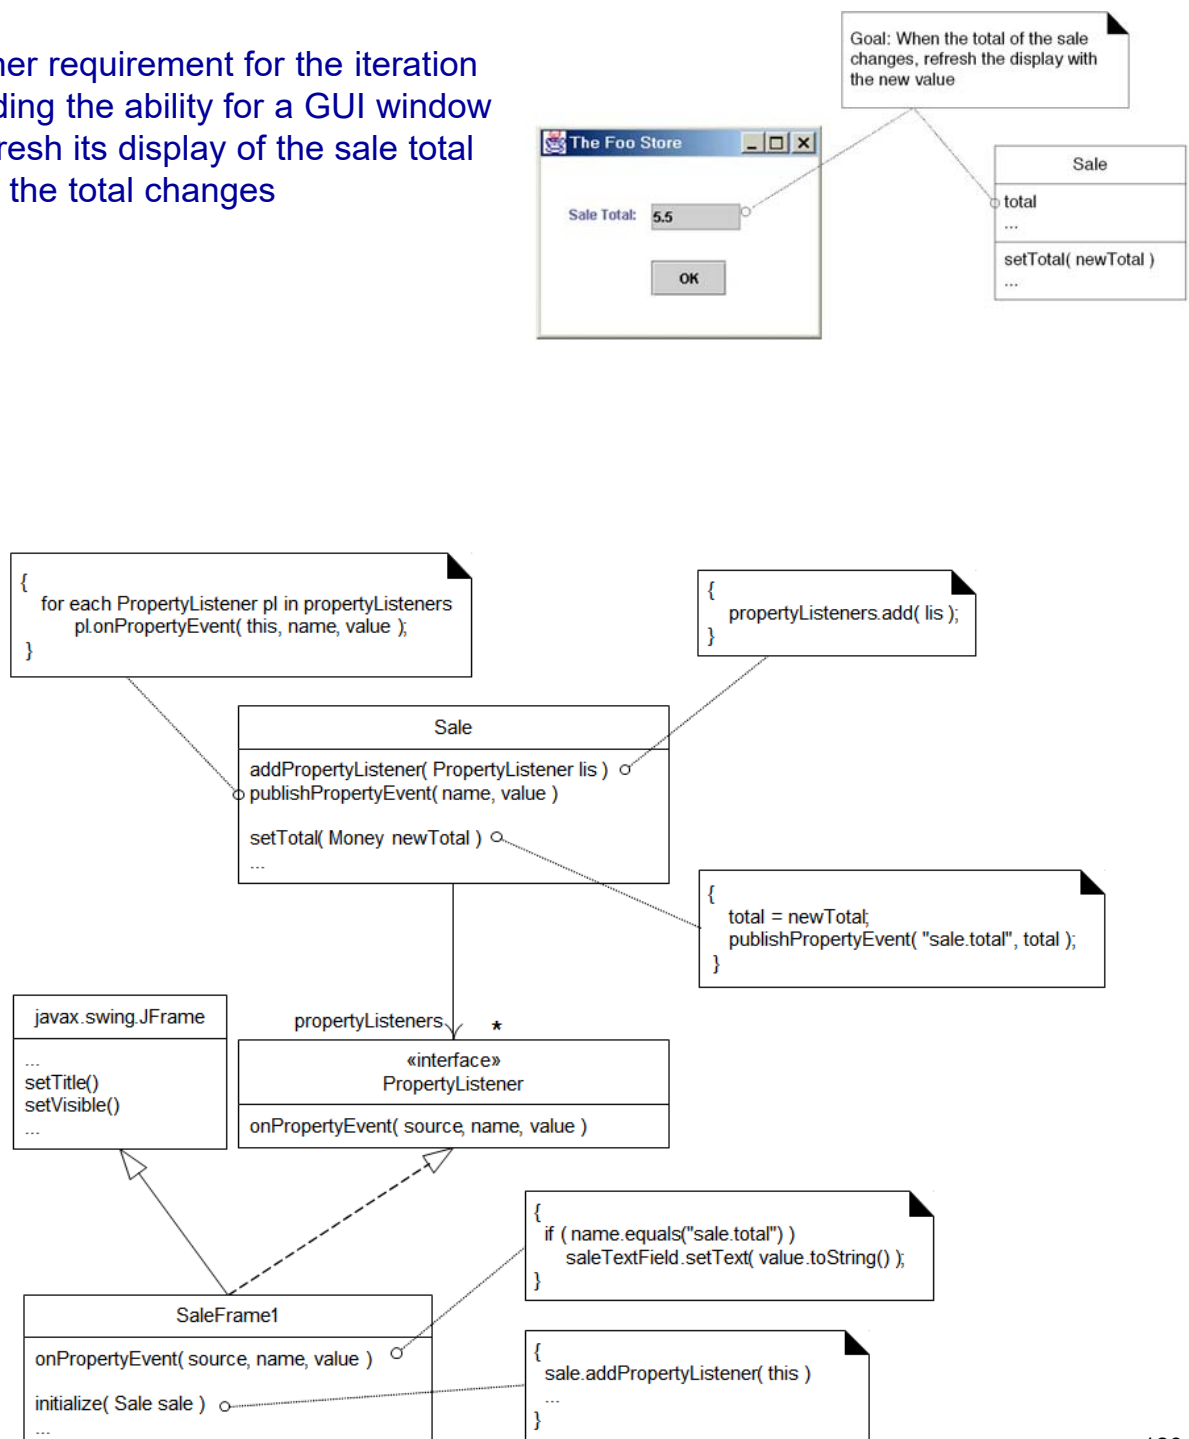 her requirement for the iteration
ding the ability for a GUI window
resh its display of the sale total
the total changes
Goal: When the total of the sale
changes, refresh the display with
the new value
The Foo Store
Sale Total:
5.5
OK
Sale
total
...
setTotal( newTotal )
...
{
for each PropertyListener pl in propertyListeners
pl.onPropertyEvent( this, name, value );
}
{
propertyListeners.add( lis );
}
Sale
addPropertyListener( PropertyListener lis )
publishPropertyEvent( name, value )
setTotal( Money newTotal )
...
{
total = newTotal;
publishPropertyEvent( "sale.total", total );
}
javax.swing.JFrame
...
setTitle()
setVisible()
...
propertyListeners
*
«interface»
PropertyListener
onPropertyEvent( source, name, value )
{
if ( name.equals("sale.total") )
saleTextField.setText( value.toString() );
}
SaleFrame1
onPropertyEvent( source, name, value )
initialize( Sale sale )
...
{
sale.addPropertyListener( this )
...
}